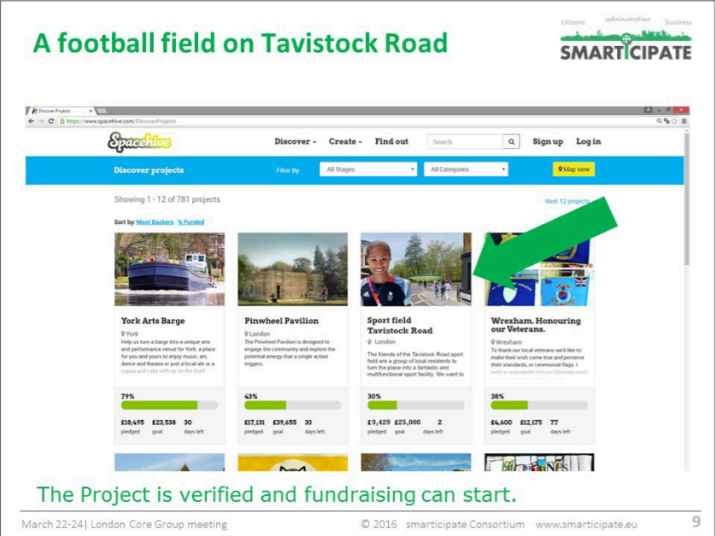 A football field on Tavistock Road
citizens administration business
SMARTICIPATE
Discover Projects
https://www.spacehive.com/DiscoverProjects
Spacehive
Discover Create Find out Search Sign up Log in
Discover projects Filter By All Stages All Categories Map view
Showing 1 - 12 of 781 projects
Next 12 projects
Sort by: Most Backers % Funded
York Arts Barge
York
Help us turn a barge into a unique arts
and performance venue for York: a place
for you and yours to enjoy music, art,
dance and theatre or just a local ale or a
cuppa and cake with us on the river!
79%
£18,495 £23,538 30
pledged goal days left
Pinwheel Pavilion
London
The Pinwheel Pavilion is designed to
engage the community and explore the
potential energy that a single action
triggers.
43%
£17,131 £39,655 33
pledged goal days left
Sport field
Tavistock Road
London
The friends of the Tavistock Road sport
field are a group of local residents to
turn the place into a fantastic and
multifunctional sport facility. We want to
30%
£9,429 £25,000 2
pledged goal days left
Wrexham. Honouring
our Veterans.
Wrexham
To thank our local veterans we'd like to
make their wish come true and preserve
their standards, or ceremonial flags. I
38%
£4,600 £12,175 77
pledged goal days left
The Project is verified and fundraising can start.
March 22-24| London Core Group meeting © 2016 smarticipate Consortium www.smarticipate.eu 9